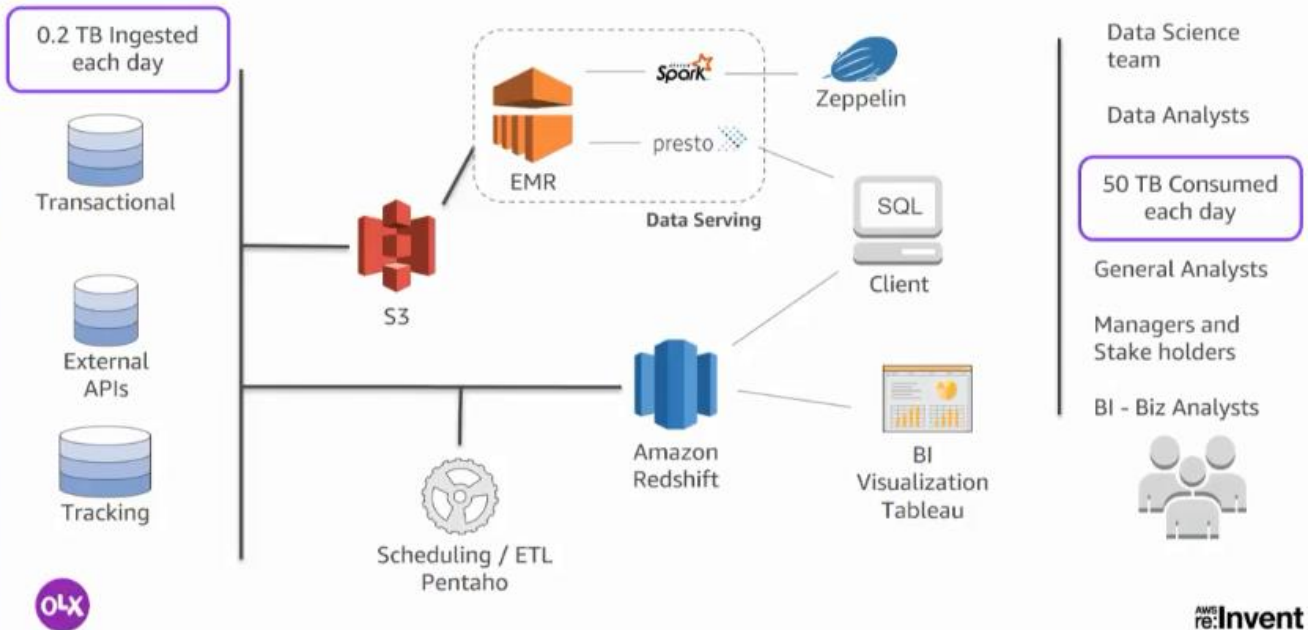 0.2 TB Ingested
each day
Transactional
External
APIs
Tracking
S3
EMR
APACHE
Spark
presto
Data Serving
Zeppelin
SQL
Client
Amazon
Redshift
BI
Visualization
Tableau
Scheduling / ETL
Pentaho
Data Science
team
Data Analysts
50 TB Consumed
each day
General Analysts
Managers and
Stake holders
BI - Biz Analysts
OLX
AWS
re:Invent